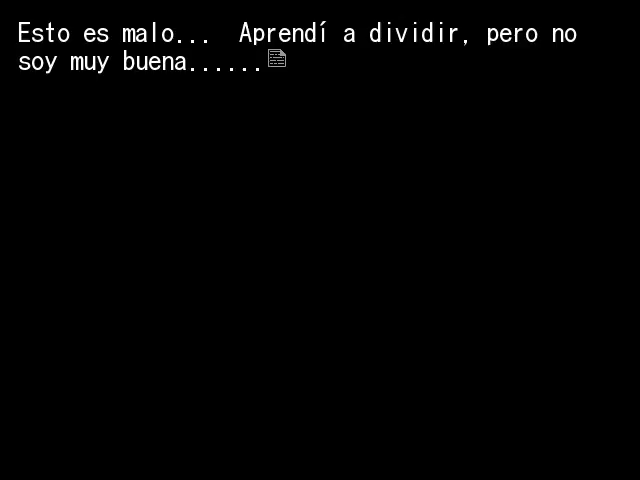 Esto es malo...  Aprendí a dividir, pero no
soy muy buena......